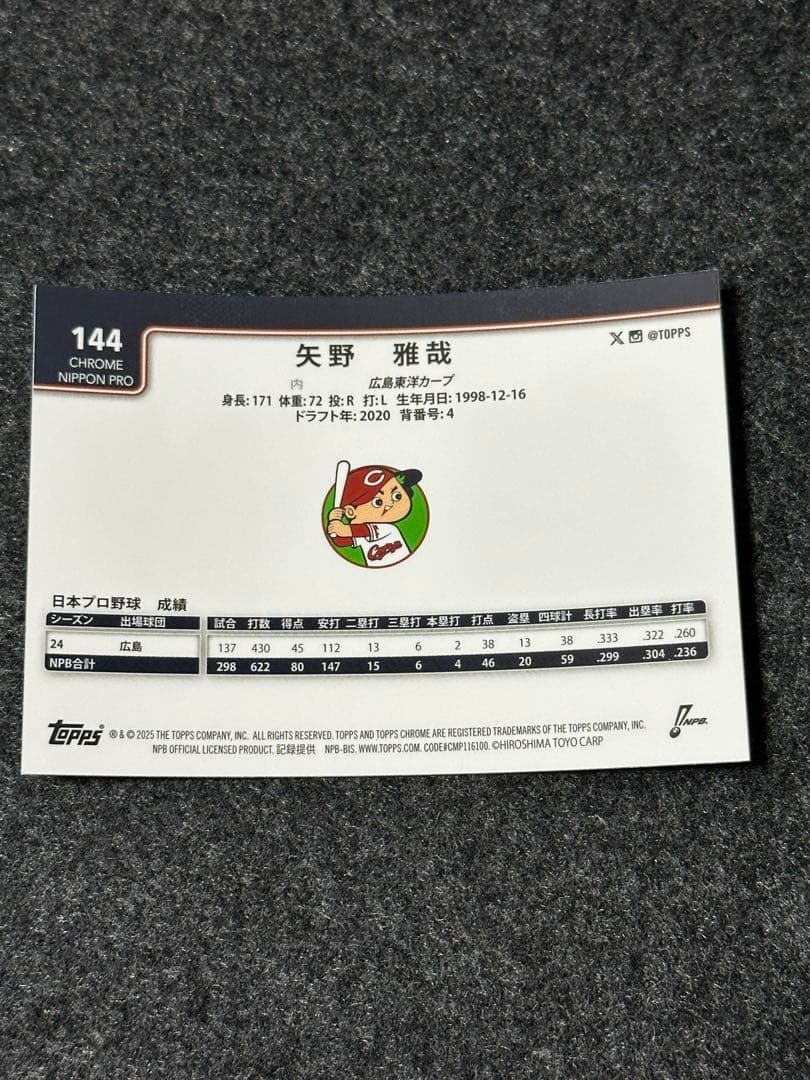 144
CHROME
NIPPON PRO
矢野 雅哉
@TOPPS
内 広島東洋カープ
身長: 171 体重: 72 投: R 打: L 生年月日: 1998-12-16
ドラフト年: 2020 背番号: 4
C
Carp
日本プロ野球 成績
シーズン 出場球団 試合 打数 得点 安打 二塁打 三塁打 本塁打 打点 盗塁 四球計 長打率 出塁率 打率
24 広島 137 430 45 112 13 6 2 38 13 38 .333 .322 .260
NPB合計 298 622 80 147 15 6 4 46 20 59 .299 .304 .236
TOPPS ® & © 2025 THE TOPPS COMPANY, INC. ALL RIGHTS RESERVED. TOPPS AND TOPPS CHROME ARE REGISTERED TRADEMARKS OF THE TOPPS COMPANY, INC.
NPB OFFICIAL LICENSED PRODUCT. 記録提供 NPB-BIS. WWW.TOPPS.COM. CODE#CMP116100. ©HIROSHIMA TOYO CARP
NPB.